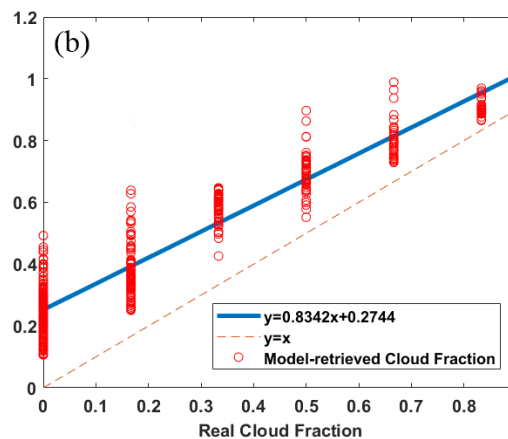 (b)
1.2
1
0.8
0.6
0.4
0.2
0
0 0.1 0.2 0.3 0.4 0.5 0.6 0.7 0.8
Real Cloud Fraction
y=0.8342x+0.2744
y=x
Model-retrieved Cloud Fraction